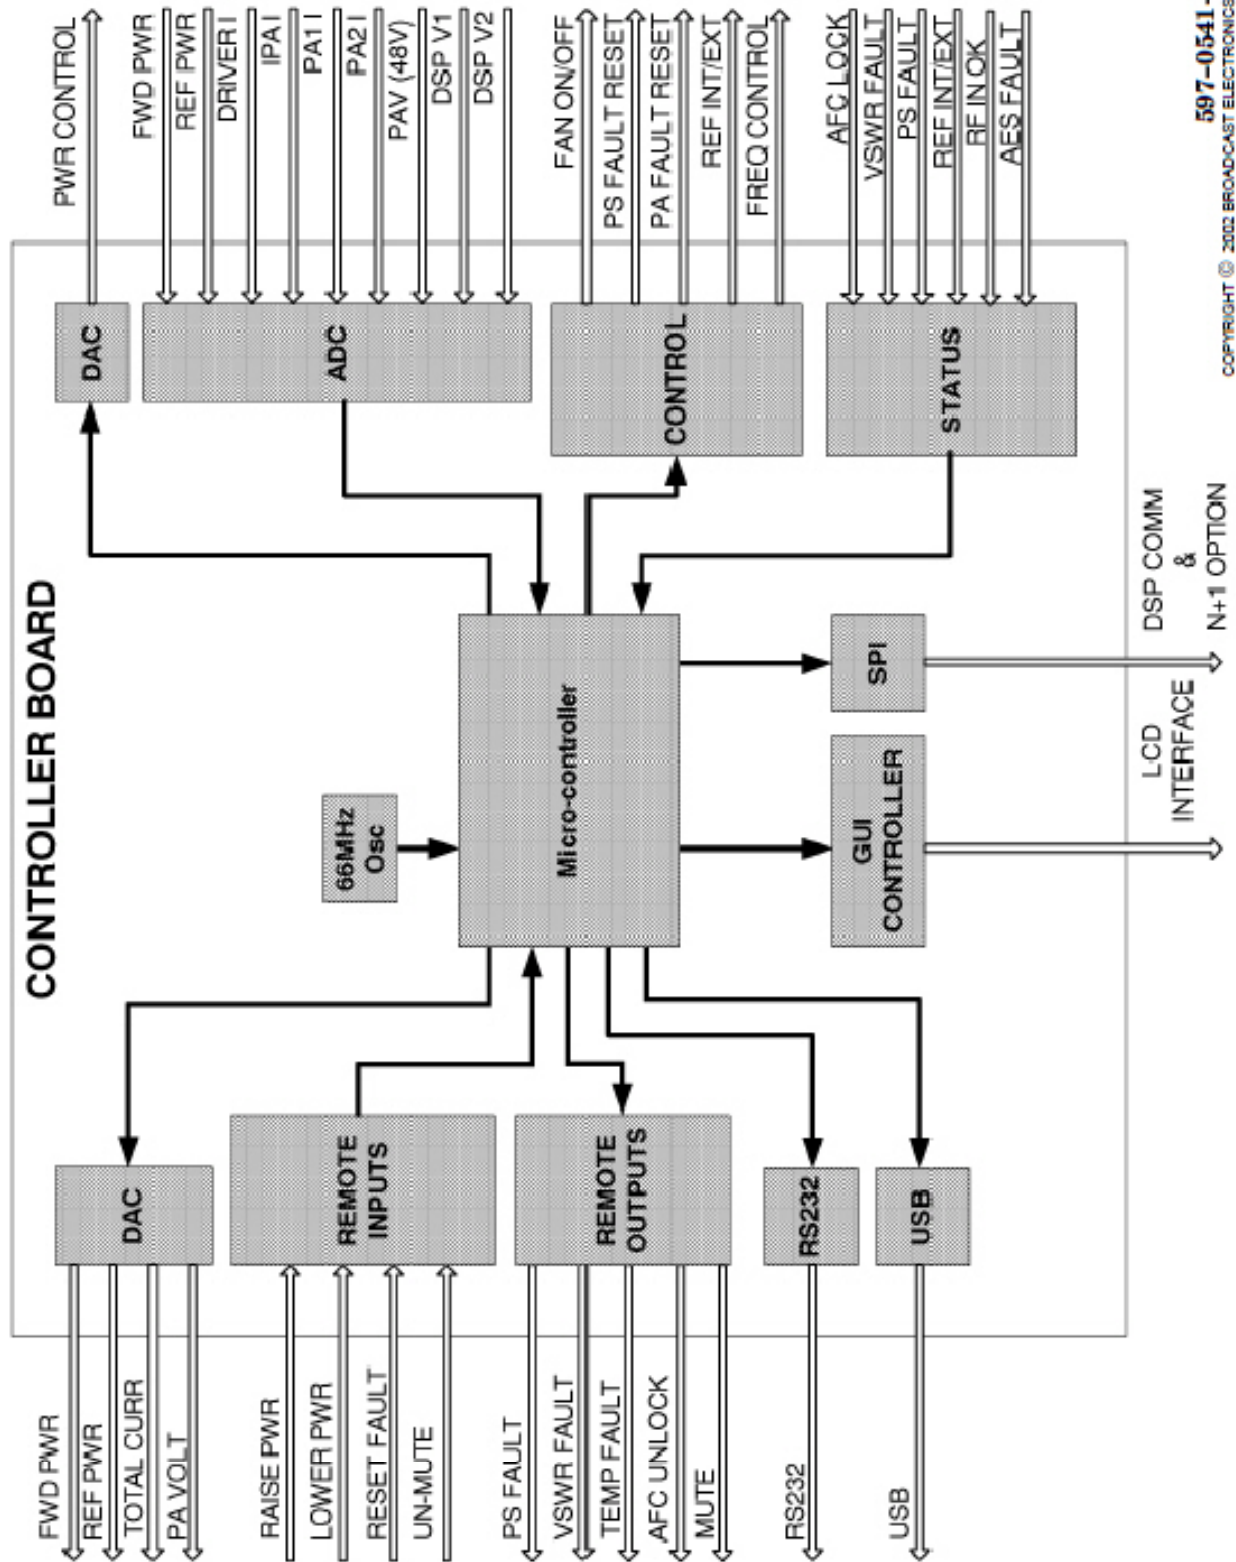 CONTROLLER BOARD
FWD PWR
REF PWR
TOTAL CURR
PA VOLT
DAC
RAISE PWR
LOWER PWR
RESET FAULT
UN-MUTE
REMOTE
INPUTS
PS FAULT
VSWR FAULT
TEMP FAULT
AFC UNLOCK
MUTE
REMOTE
OUTPUTS
RS232
RS232
USB
USB
66MHz
Osc
Micro-controller
GUI
CONTROLLER
SPI
LCD
INTERFACE
DSP COMM
&
N+1 OPTION
DAC
PWR CONTROL
ADC
FWD PWR
REF PWR
DRIVER I
IPA I
PA1 I
PA2 I
PAV (48V)
DSP V1
DSP V2
CONTROL
FAN ON/OFF
PS FAULT RESET
PA FAULT RESET
REF INT/EXT
FREQ CONTROL
STATUS
AFC LOCK
VSWR FAULT
PS FAULT
REF INT/EXT
RF IN OK
AES FAULT
597-0541-
COPYRIGHT © 2002 BROADCAST ELECTRONICS